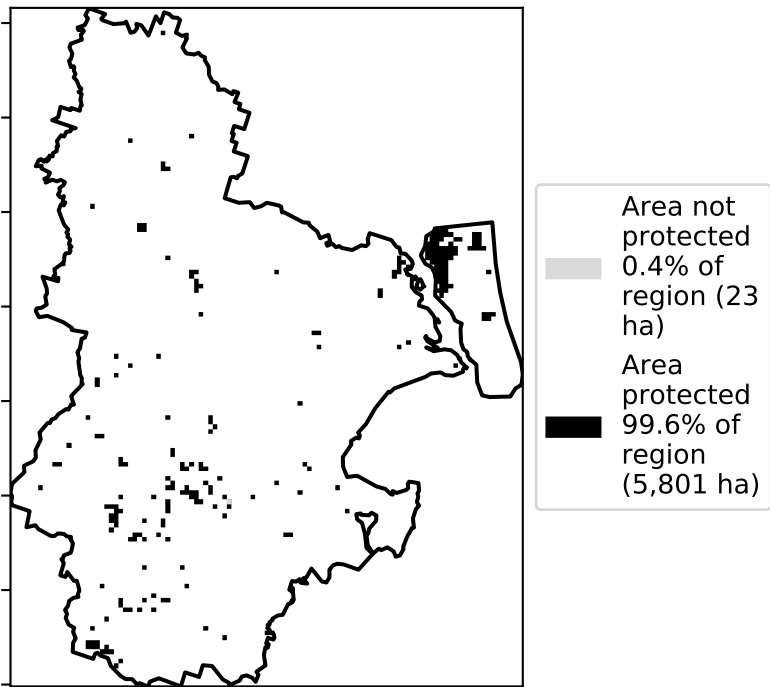 Area not
protected
0.4% of
region (23
ha)
Area
protected
99.6% of
region
(5,801 ha)